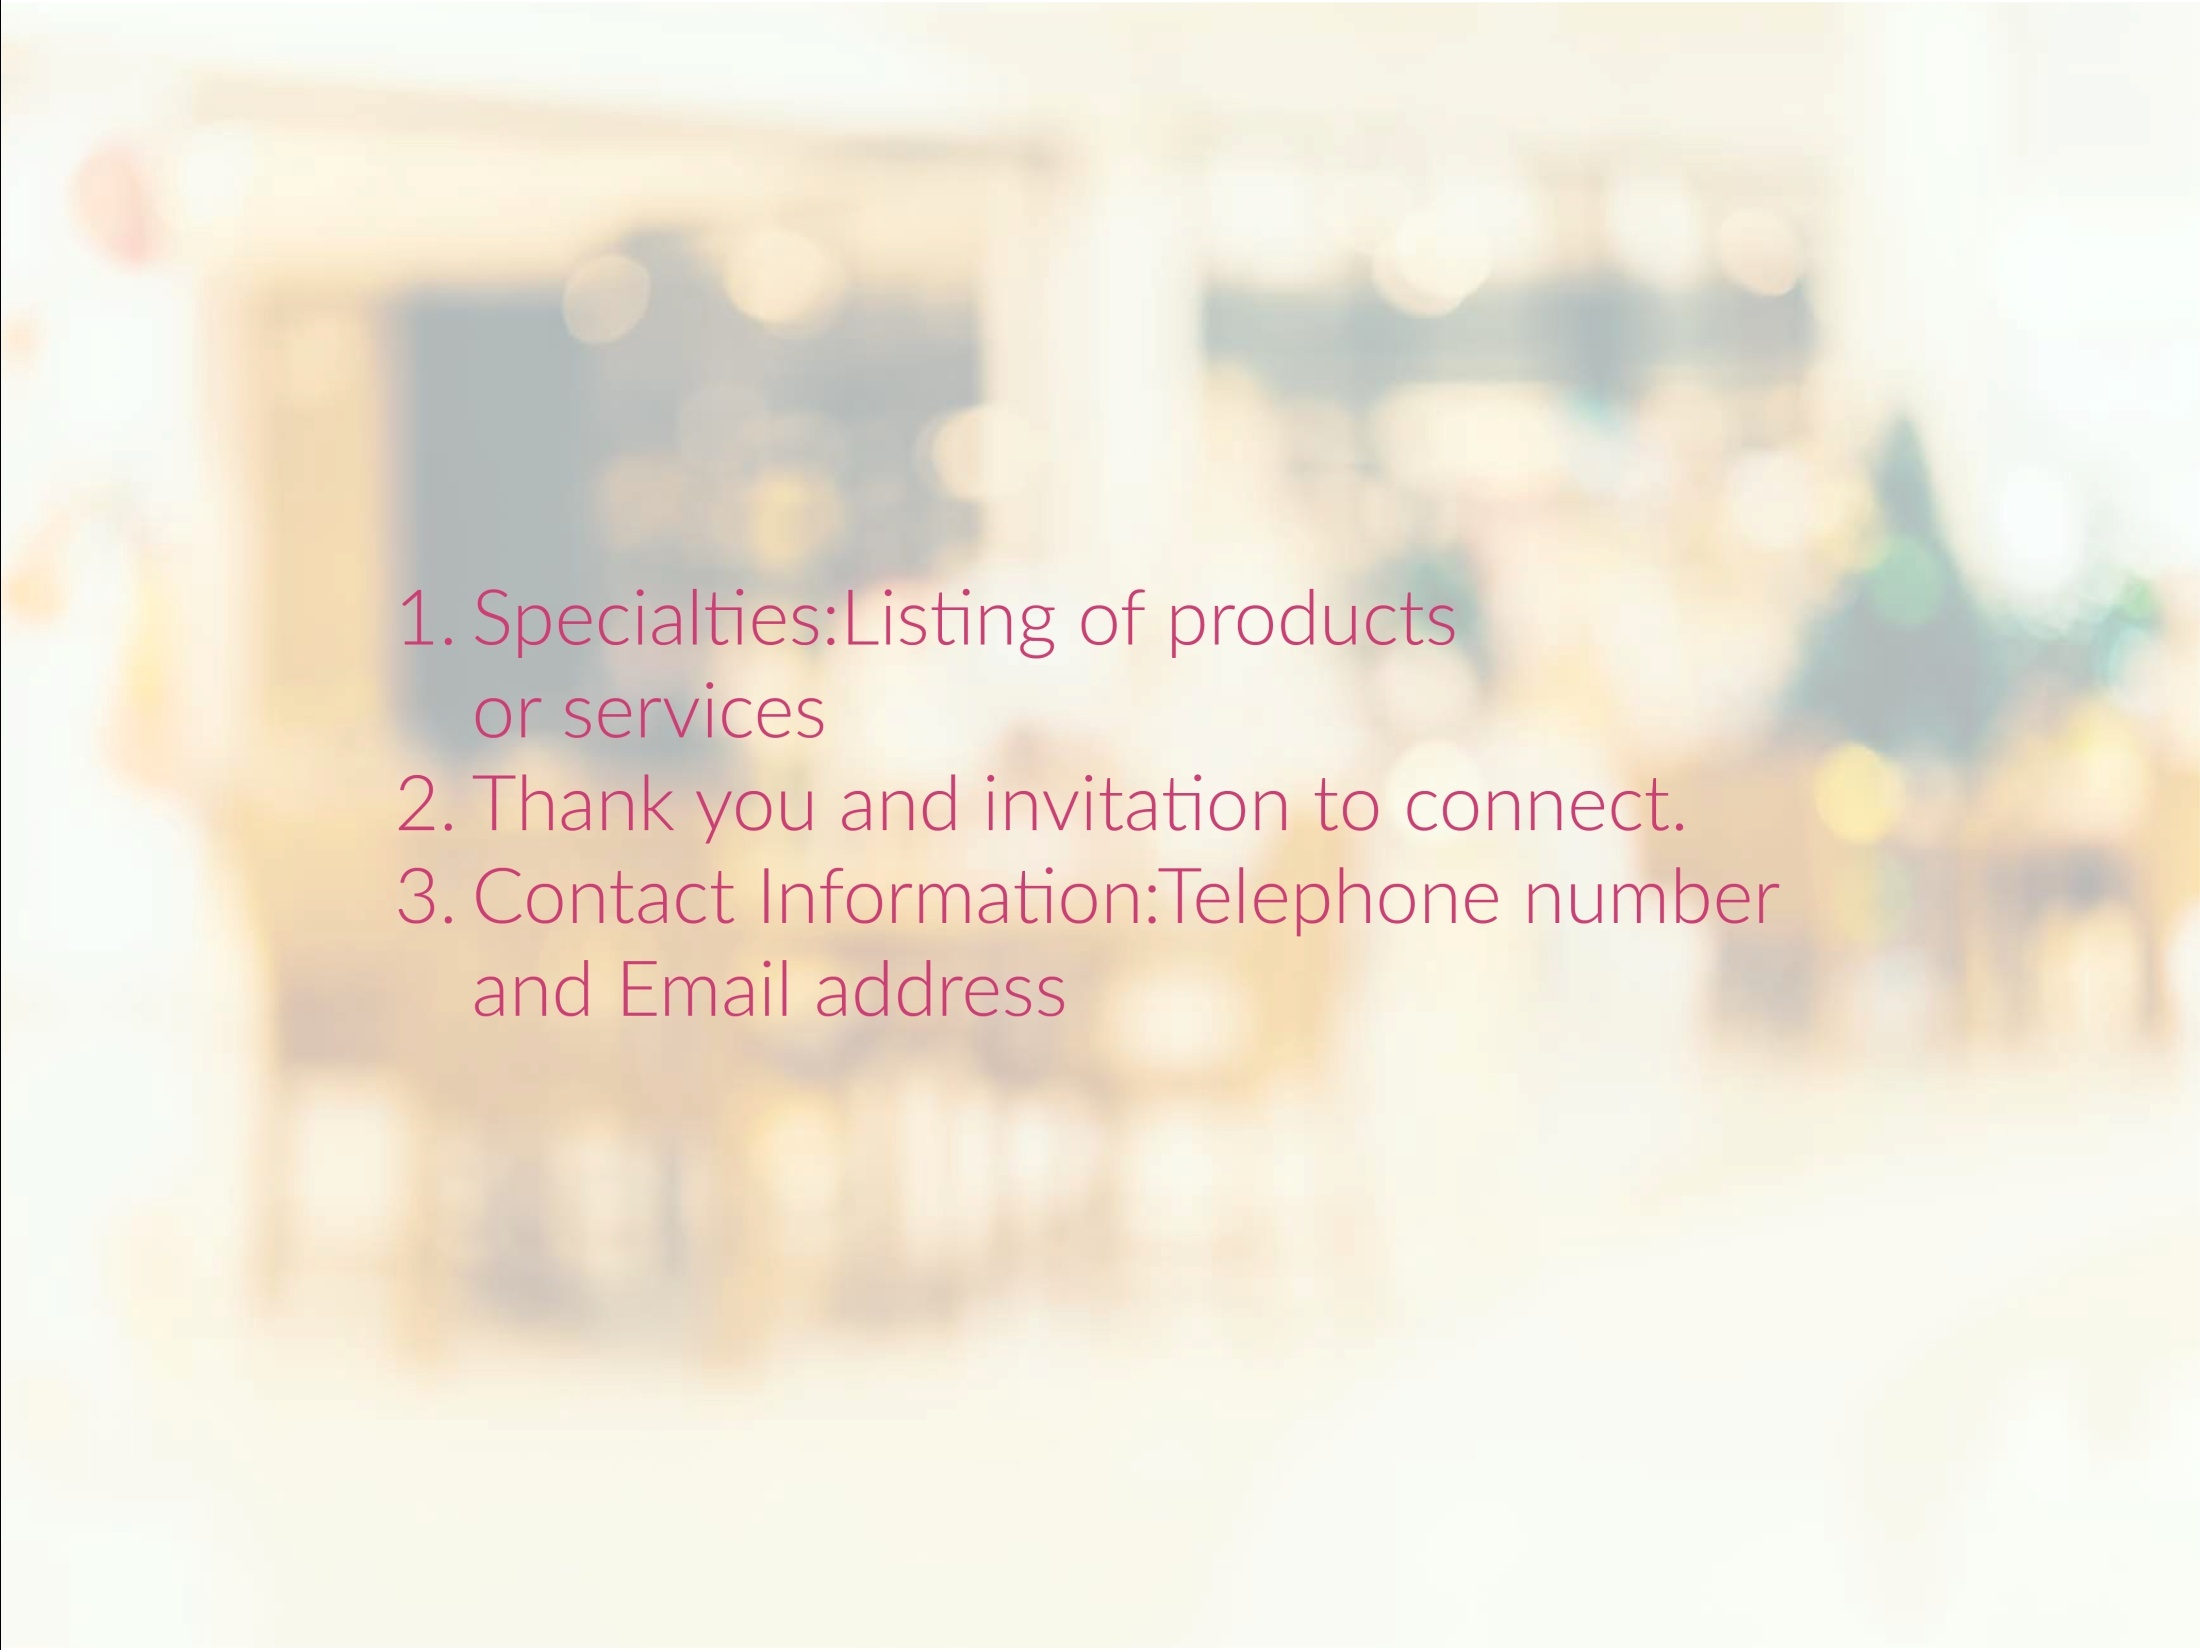 1. Specialties:Listing of products
or services
2. Thank you and invitation to connect.
3. Contact Information:Telephone number
and Email address